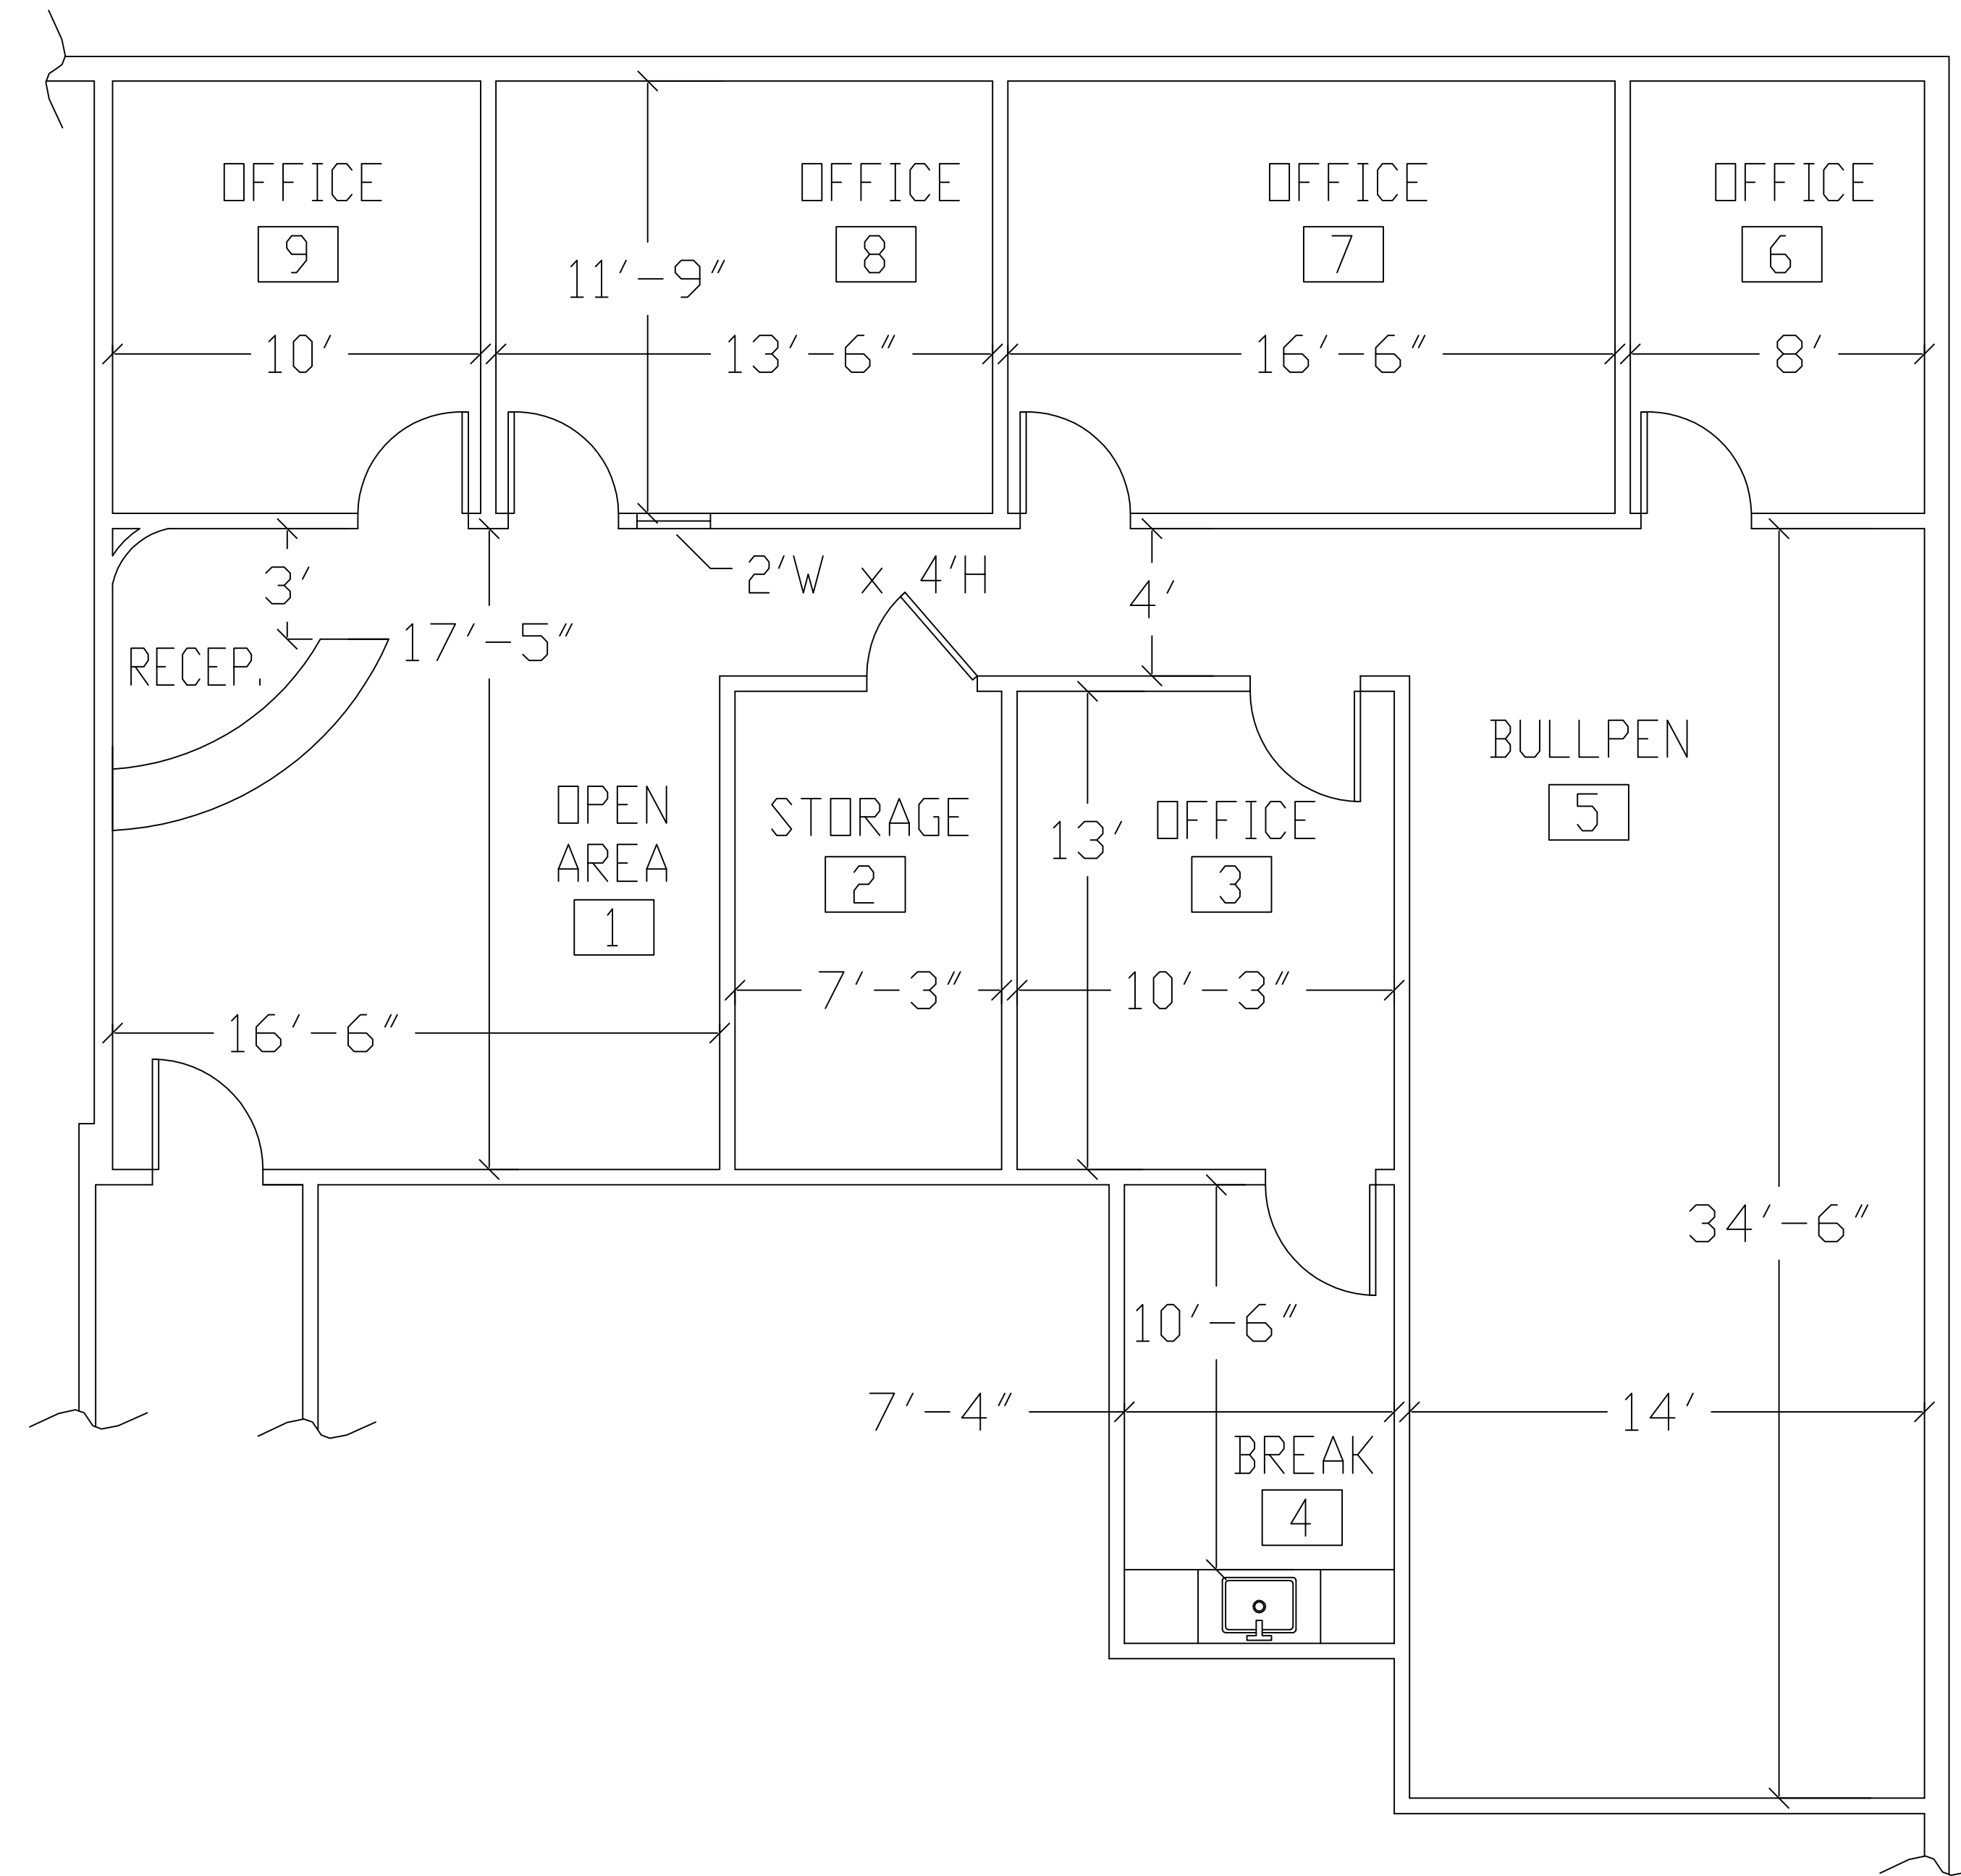 OFFICE
9
OFFICE
8
OFFICE
7
OFFICE
6
11'-9"
10'
13'-6"
16'-6"
8'
3'
2'W x 4'H
4'
17'-5"
RECEP.
BULLPEN
5
OPEN
AREA
1
STORAGE
2
13'
OFFICE
3
7'-3"
10'-3"
16'-6"
34'-6"
10'-6"
7'-4"
14'
BREAK
4